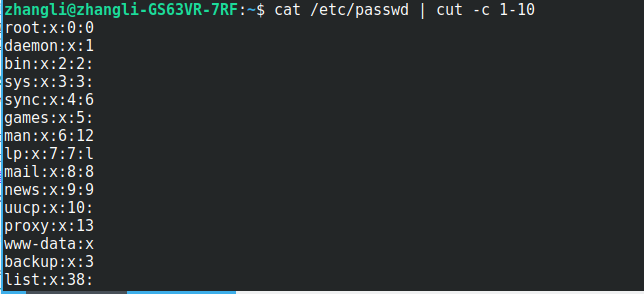 zhangli@zhangli-GS63VR-7RF:~$ cat /etc/passwd | cut -c 1-10
root:x:0:0
daemon:x:1
bin:x:2:2:
sys:x:3:3:
sync:x:4:6
games:x:5:
man:x:6:12
lp:x:7:7:l
mail:x:8:8
news:x:9:9
uucp:x:10:
proxy:x:13
www-data:x
backup:x:3
list:x:38: